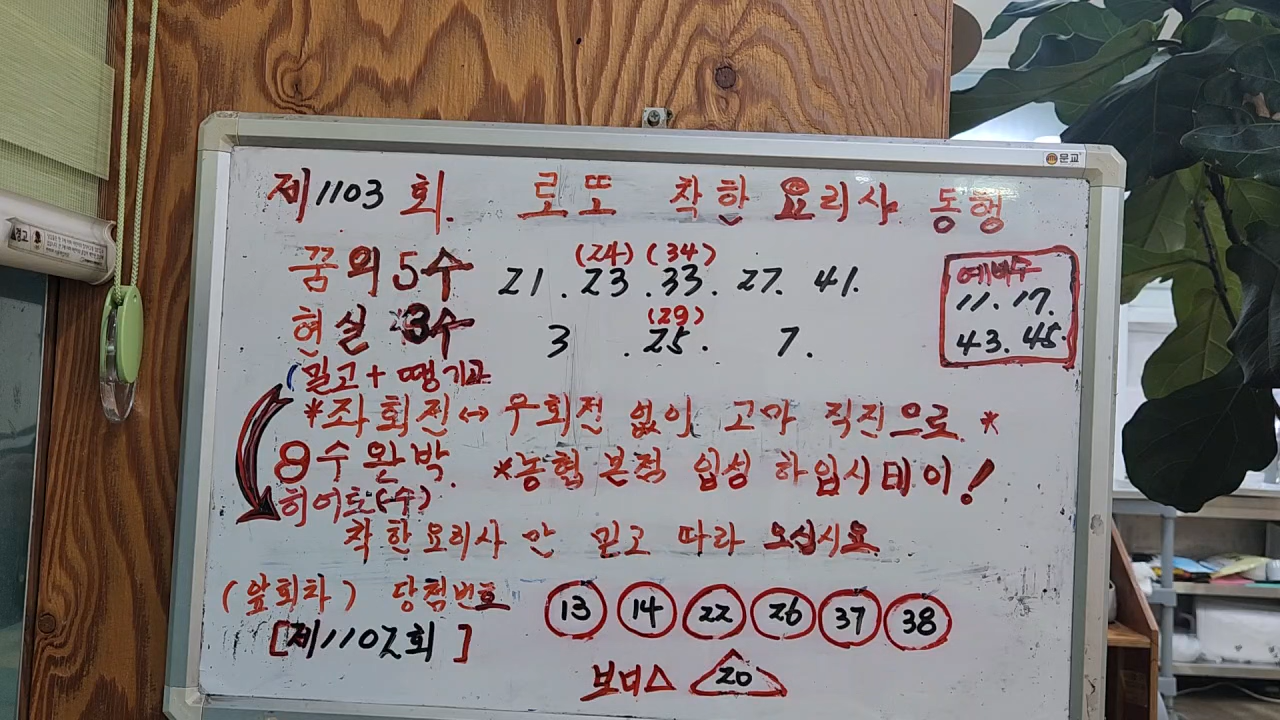 문교
제1103회. 로또 착한 요리사 동행
(24) (34)
꿈의 5수 21. 23. 33. 27. 41.
예비수
11. 17.
43. 45.
(29)
현실 3수 3 . 25. 7.
(밀고 + 땡기고
*좌회전↔우회전 없이 고마 직진으로. *
8수 완박. *농협 본점 입성 하입시테이!
히어로(수)
착한요리사 만 믿고 따라 오십시요
(앞회차) 당첨번호 13 14 22 26 37 38
[제1102회]
보너스 20